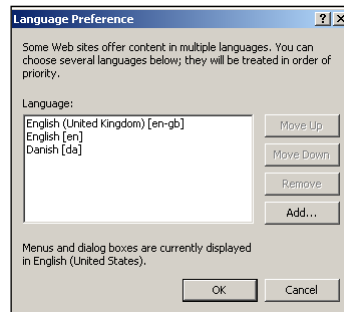 Language Preference
Some Web sites offer content in multiple languages. You can
choose several languages below; they will be treated in order of
priority.
Language:
English (United Kingdom) [en-gb]
English [en]
Danish [da]
Move Up
Move Down
Remove
Add...
Menus and dialog boxes are currently displayed
in English (United States).
OK
Cancel